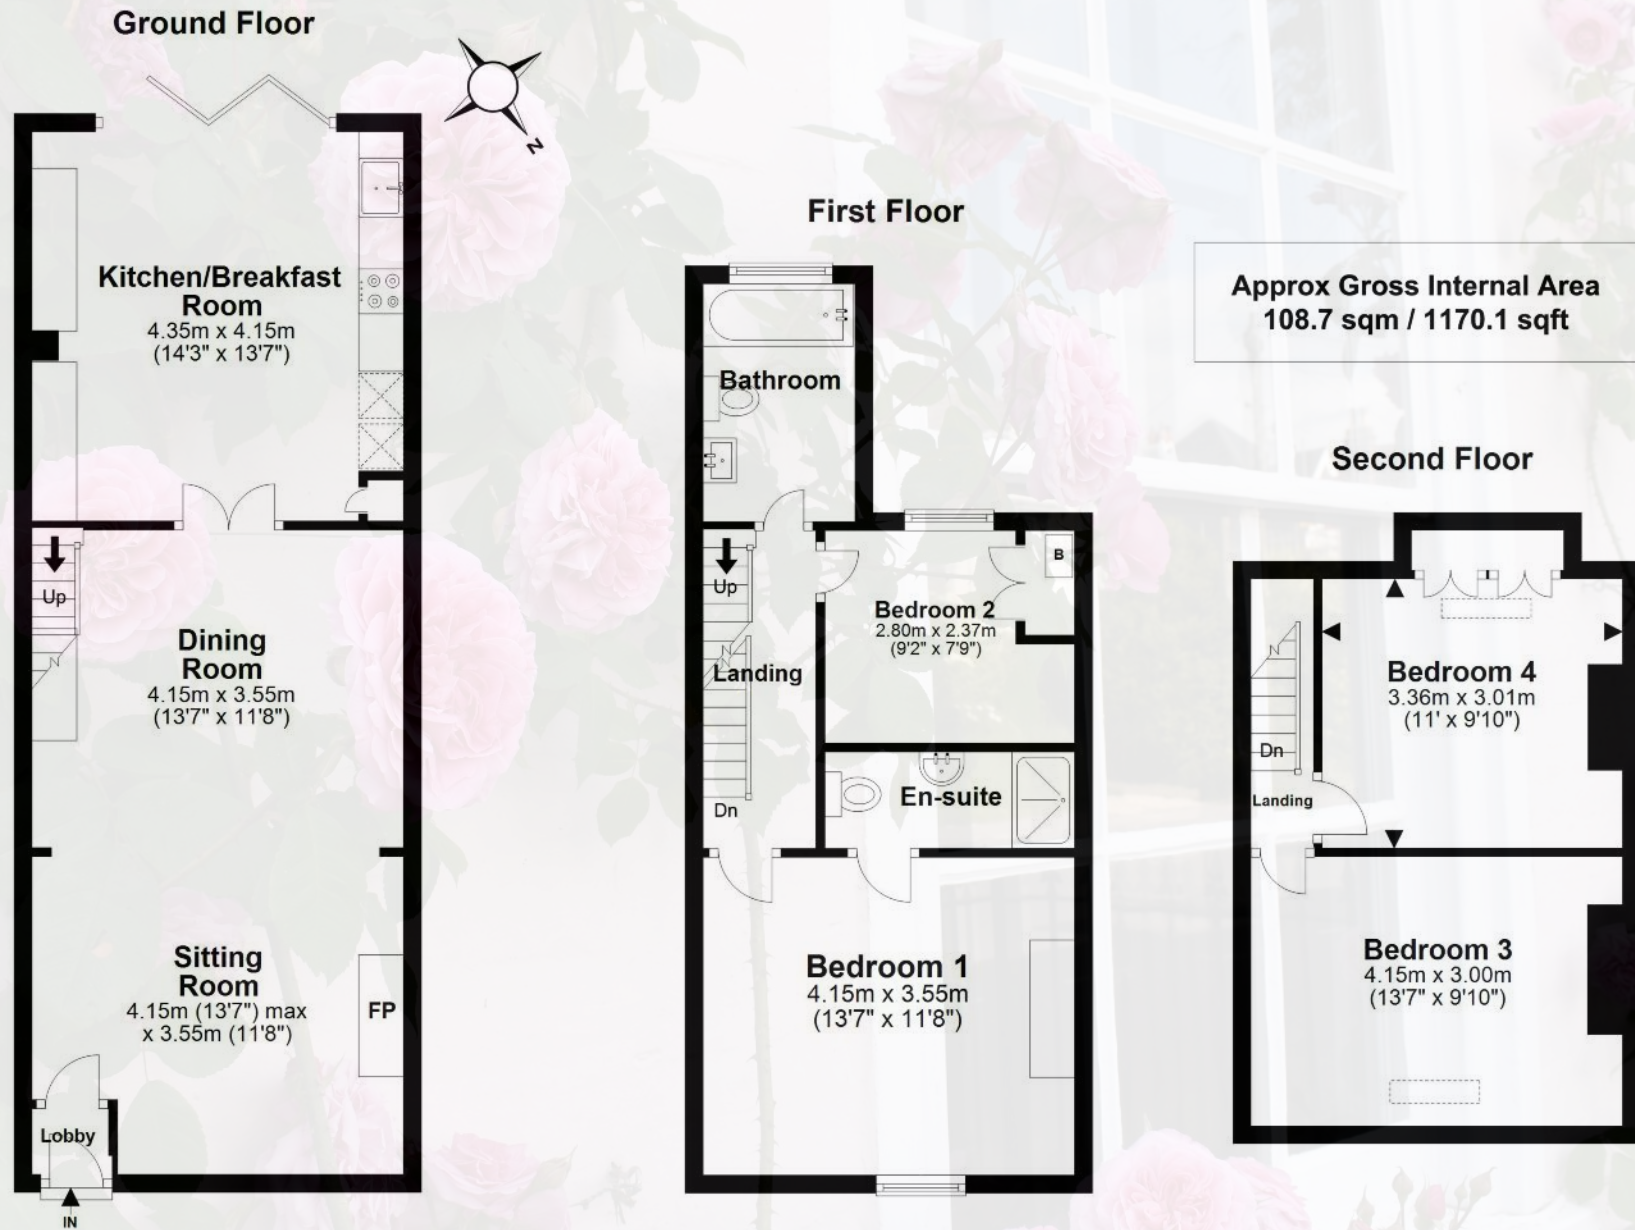 Ground Floor
N
Kitchen/Breakfast
Room
4.35m x 4.15m
(14'3" x 13'7")
Up
Dining
Room
4.15m x 3.55m
(13'7" x 11'8")
Sitting
Room
4.15m (13'7") max
x 3.55m (11'8")
FP
Lobby
IN
First Floor
Bathroom
Up
B
Bedroom 2
2.80m x 2.37m
(9'2" x 7'9")
Landing
Dn
En-suite
Bedroom 1
4.15m x 3.55m
(13'7" x 11'8")
Approx Gross Internal Area
108.7 sqm / 1170.1 sqft
Second Floor
Bedroom 4
3.36m x 3.01m
(11' x 9'10")
Dn
Landing
Bedroom 3
4.15m x 3.00m
(13'7" x 9'10")